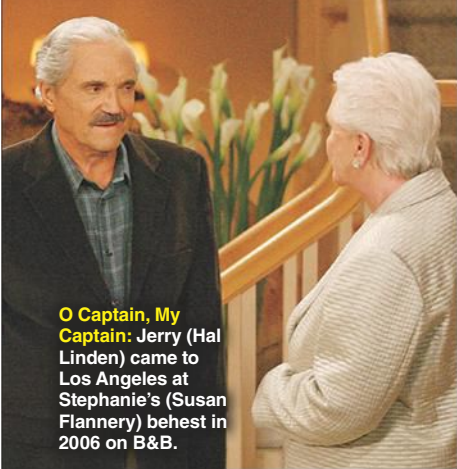 O Captain, My
Captain: Jerry (Hal
Linden) came to
Los Angeles at
Stephanie's (Susan
Flannery) behest in
2006 on B&B.